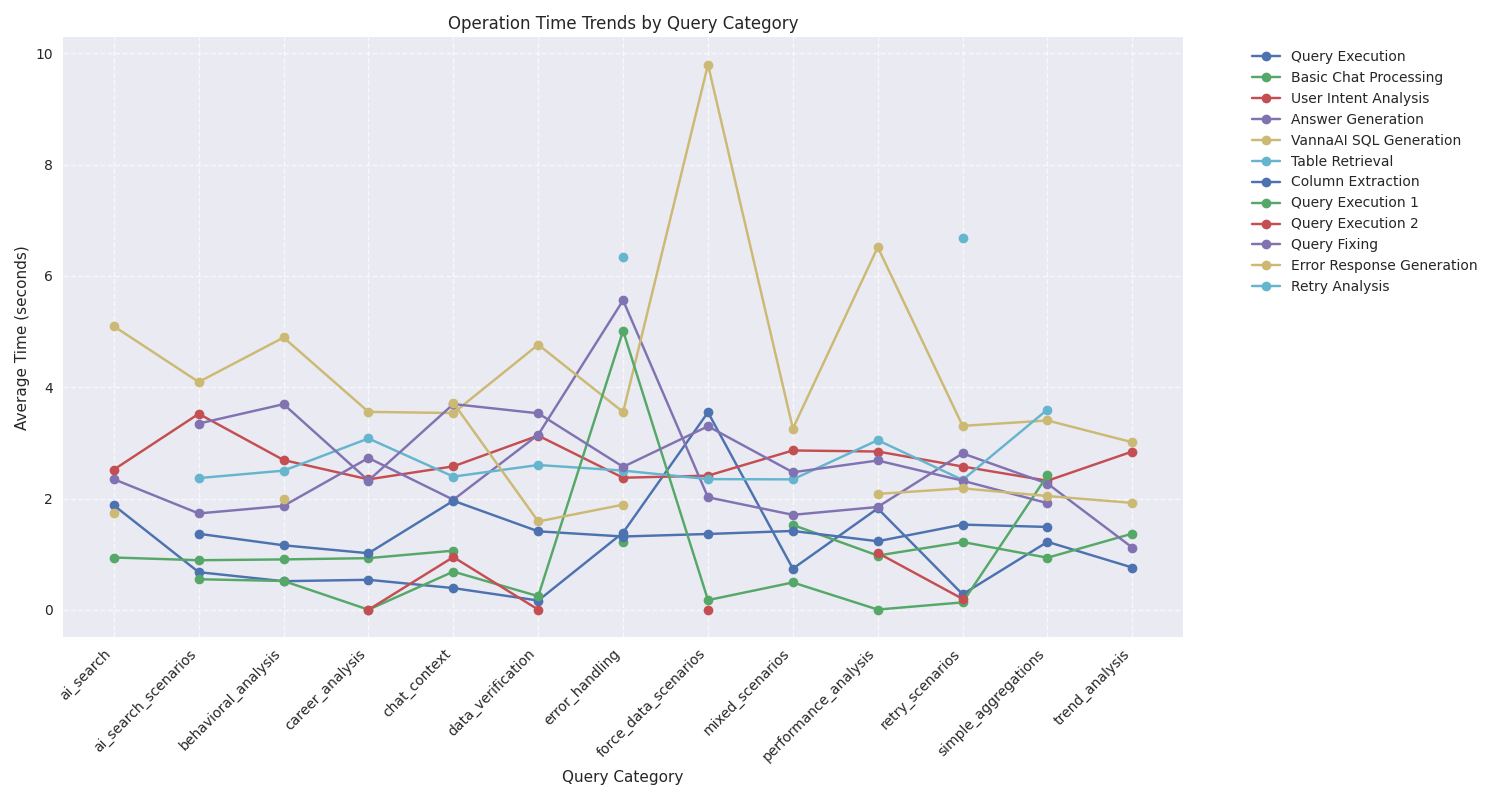 Operation Time Trends by Query Category
Average Time (seconds)
10
8
6
4
2
0
ai_search
ai_search_scenarios
behavioral_analysis
career_analysis
chat_context
data_verification
error_handling
force_data_scenarios
mixed_scenarios
performance_analysis
retry_scenarios
simple_aggregations
trend_analysis
Query Category
Query Execution
Basic Chat Processing
User Intent Analysis
Answer Generation
VannaAI SQL Generation
Table Retrieval
Column Extraction
Query Execution 1
Query Execution 2
Query Fixing
Error Response Generation
Retry Analysis